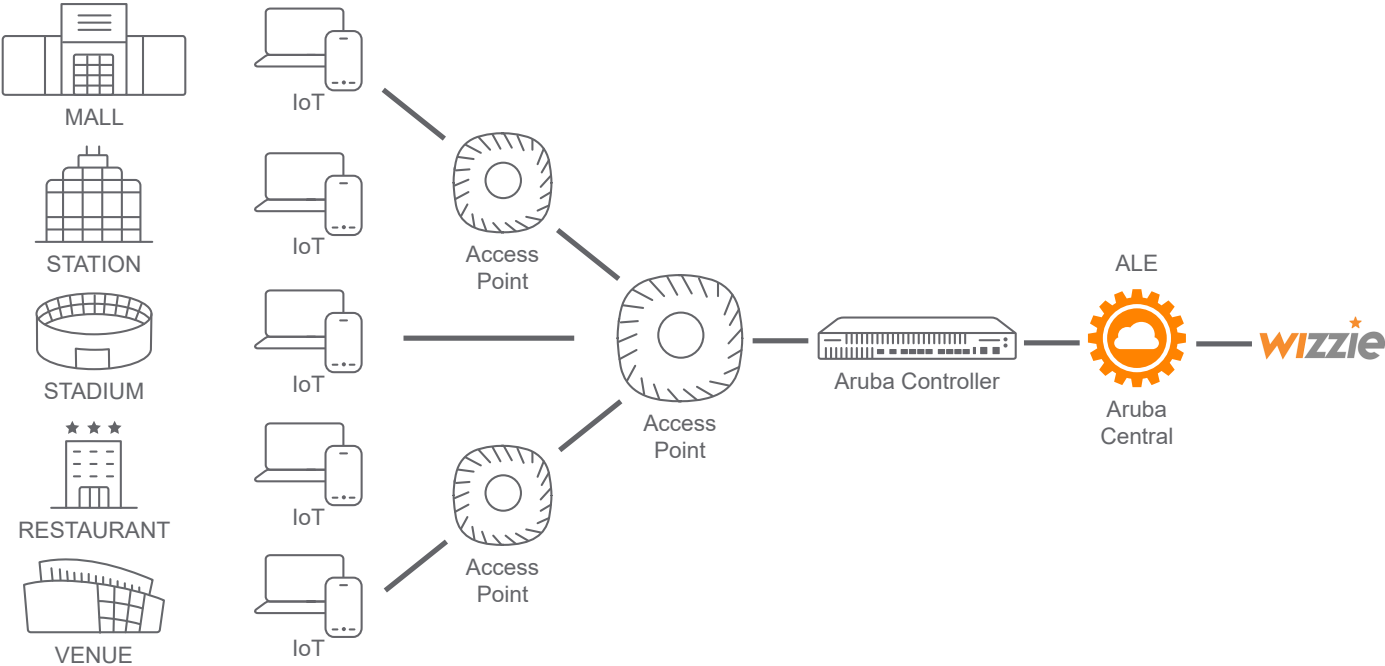 MALL
IoT
STATION
IoT
Access
Point
STADIUM
IoT
Access
Point
Aruba Controller
ALE
Aruba
Central
wizzie
RESTAURANT
IoT
Access
Point
VENUE
IoT